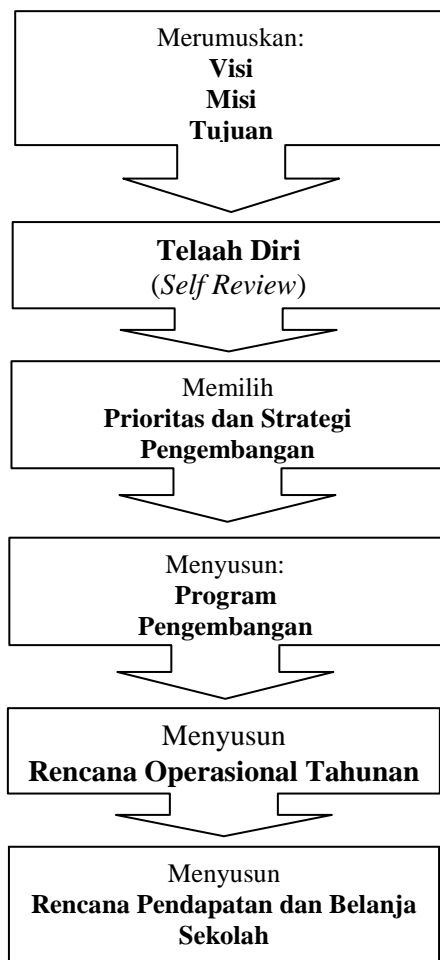 Merumuskan:
Visi
Misi
Tujuan
Telaah Diri
(Self Review)
Memilih
Prioritas dan Strategi
Pengembangan
Menyusun:
Program
Pengembangan
Menyusun
Rencana Operasional Tahunan
Menyusun
Rencana Pendapatan dan Belanja
Sekolah